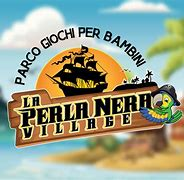 PARCO GIOCHI PER BAMBINI
LA
PERLA NERA
VILLAGE